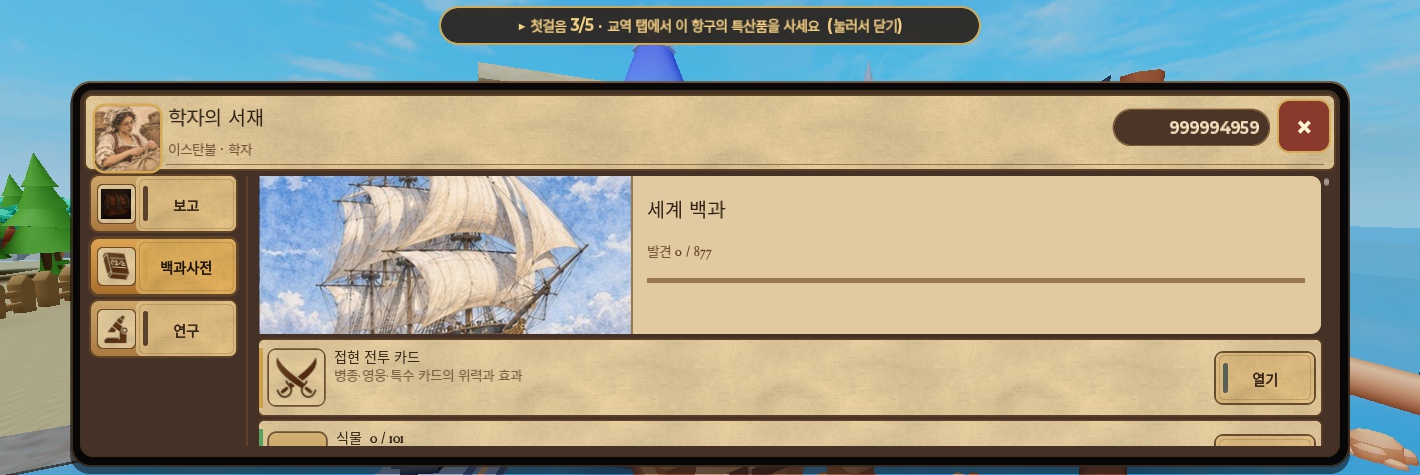 ▸ 첫걸음 3/5 · 교역 탭에서 이 항구의 특산품을 사세요 (눌러서 닫기)
학자의 서재
이스탄불 · 학자
999994959
×
보고
백과사전
연구
세계 백과
발견 0 / 877
접현 전투 카드
병종·영웅·특수 카드의 위력과 효과
열기
식물 0 / 101